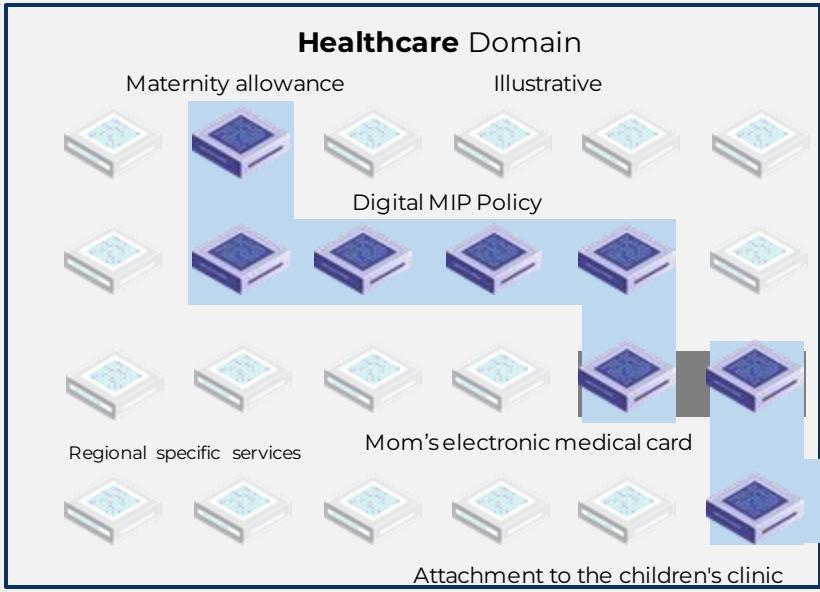 Healthcare Domain
Maternity allowance
Illustrative
Digital MIP Policy
Mom's electronic medical card
Regional specific services
Attachment to the children's clinic